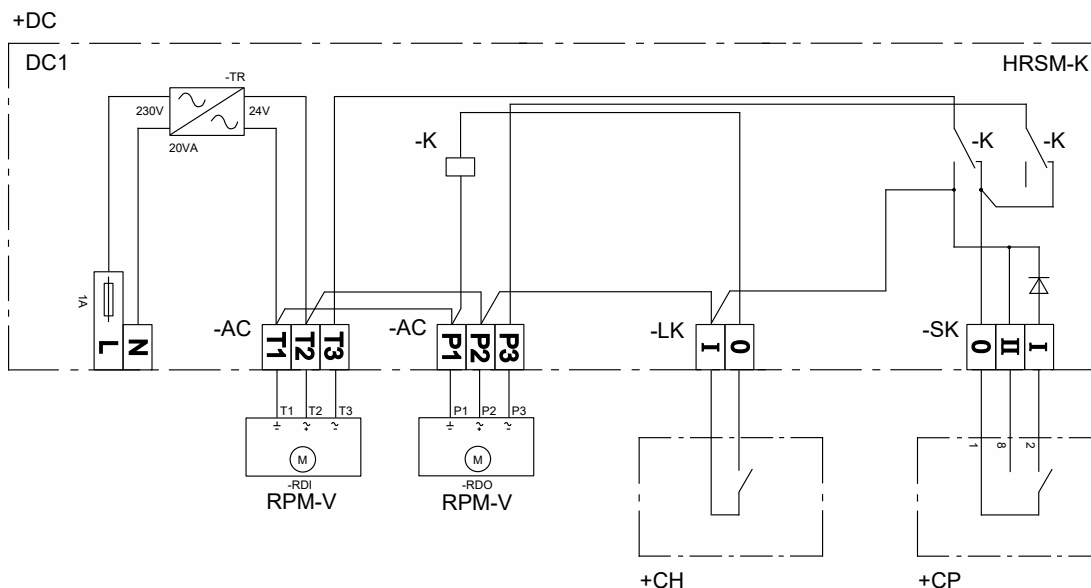 +DC
DC1
HRSM-K
-TR
230V
24V
20VA
-K
-K
-K
1A
L
N
-AC
T1
T2
T3
-AC
P1
P2
P3
-LK
I
0
-SK
0
II
I
T1
T2
T3
P1
P2
P3
M
M
-RDI
-RDO
RPM-V
RPM-V
1
8
2
+CH
+CP